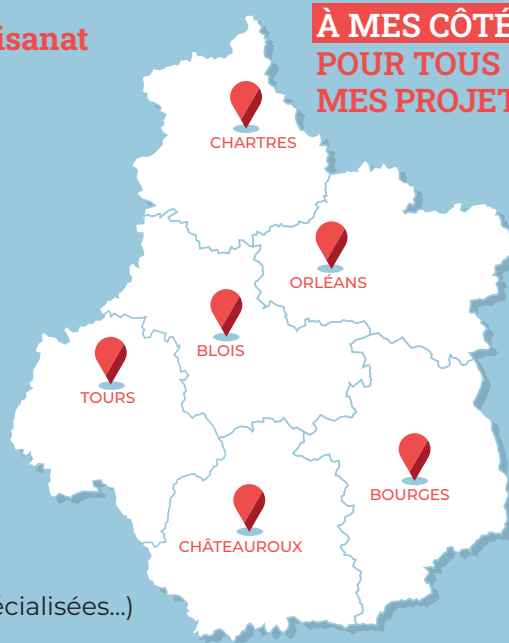 isanat
À MES CÔTÉ
POUR TOUS
MES PROJET
CHARTRES
ORLÉANS
BLOIS
TOURS
BOURGES
CHÂTEAUROUX
écialisées...)